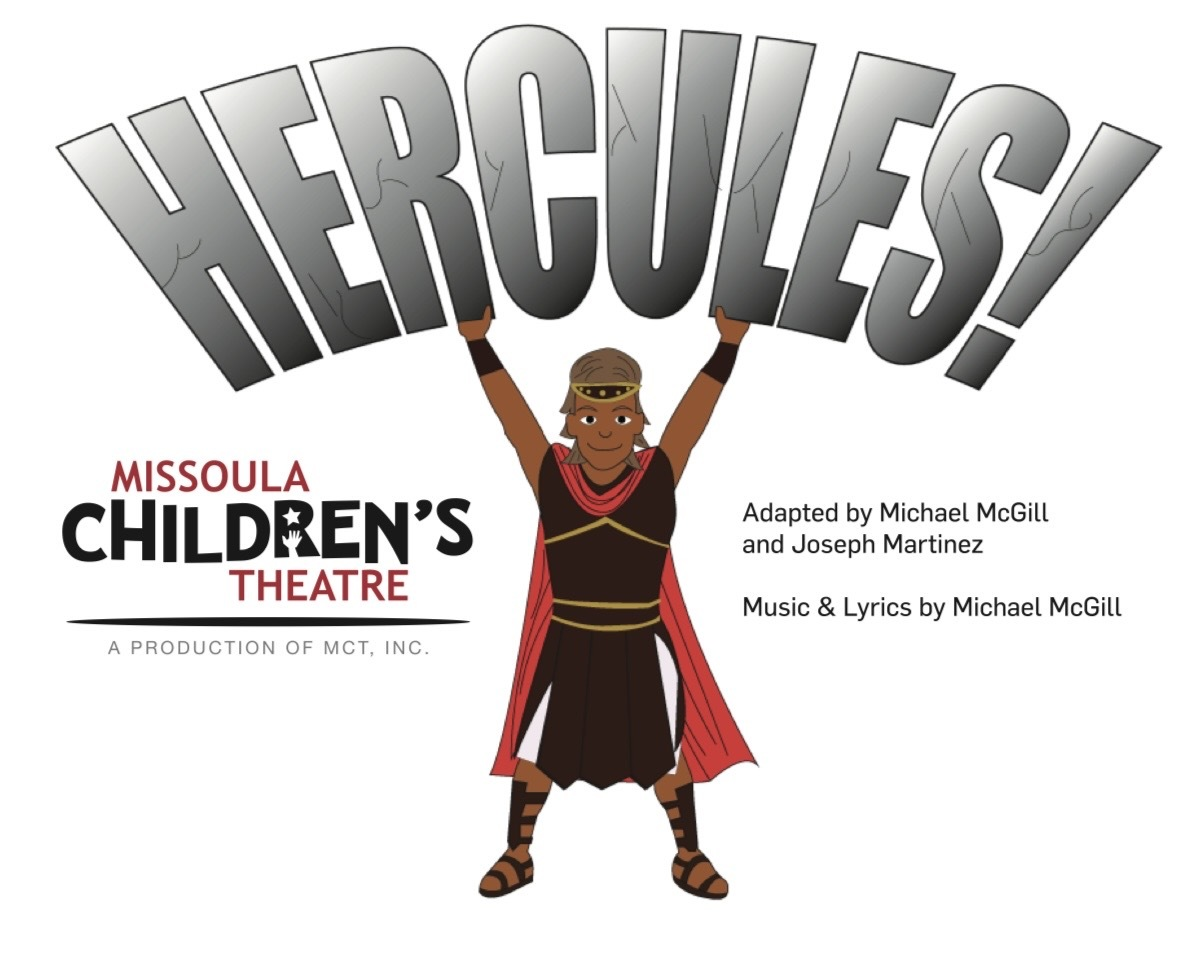 HERCULES!
MISSOULA
CHILDREN'S
THEATRE
A PRODUCTION OF MCT, INC.
Adapted by Michael McGill
and Joseph Martinez
Music & Lyrics by Michael McGill